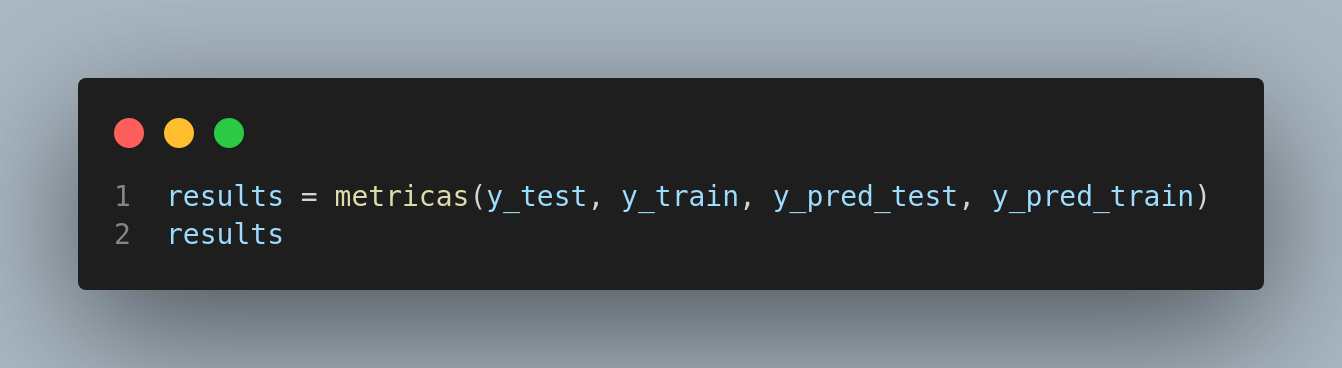 1 results = metricas(y_test, y_train, y_pred_test, y_pred_train)
2 results